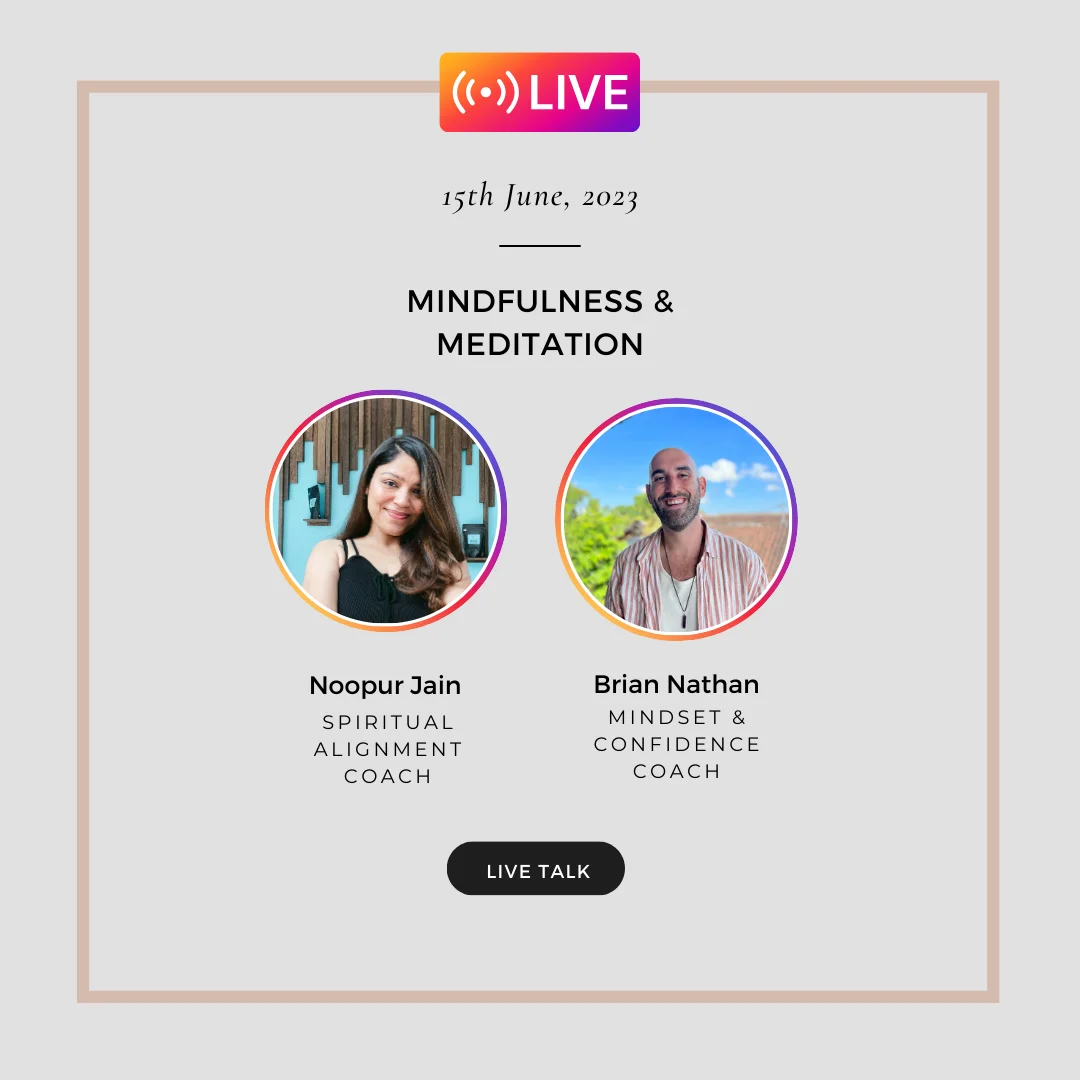 LIVE
15th June, 2023
MINDFULNESS &
MEDITATION
Noopur Jain
SPIRITUAL
ALIGNMENT
COACH
Brian Nathan
MINDSET &
CONFIDENCE
COACH
LIVE TALK